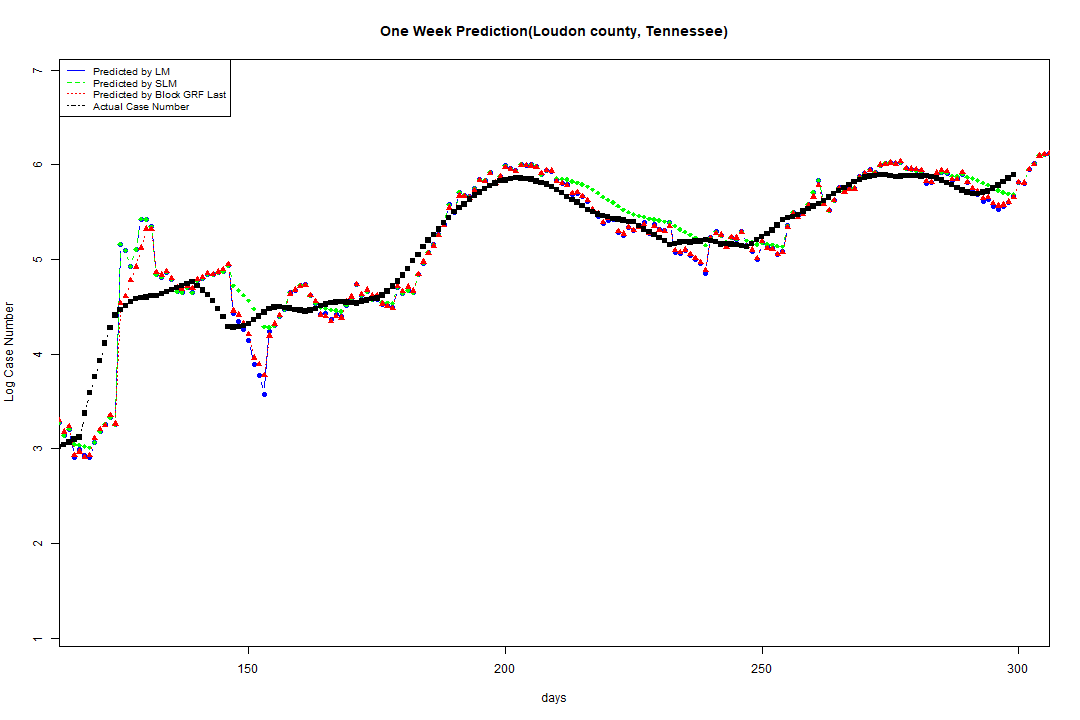 One Week Prediction(Loudon county, Tennessee)
Predicted by LM
Predicted by SLM
Predicted by Block GRF Last
Actual Case Number
7
6
5
4
3
2
1
Log Case Number
150
200
250
300
days